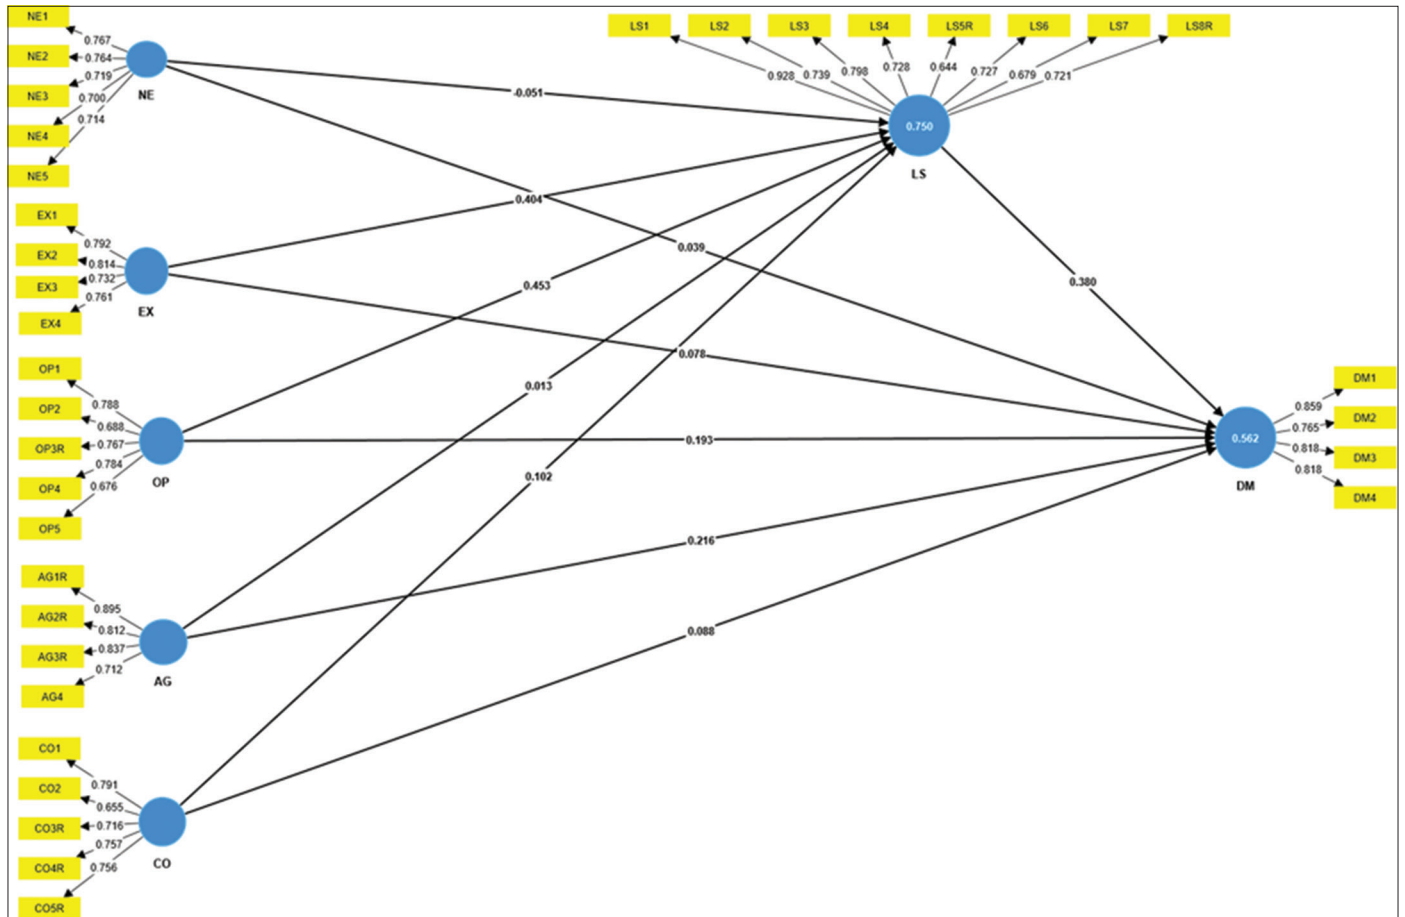 NE1
0.767
NE2
0.764
0.719
NE3
0.700
0.714
NE4
NE5
NE
LS1
LS2
LS3
LS4
LS5R
LS6
LS7
LS8R
0.928
0.739
0.798
0.728
0.644
0.727
0.679
0.721
0.750
LS
-0.051
0.404
0.039
0.453
0.380
0.078
0.013
0.193
0.102
0.216
0.088
EX1
0.792
EX2
0.814
EX3
0.732
0.761
EX4
EX
OP1
0.788
OP2
0.688
OP3R
0.767
0.784
OP4
0.676
OP5
OP
AG1R
0.895
AG2R
0.812
AG3R
0.837
0.712
AG4
AG
CO1
0.791
CO2
0.655
CO3R
0.716
0.757
CO4R
0.756
CO5R
CO
0.562
DM
0.859
0.765
0.818
0.818
DM1
DM2
DM3
DM4